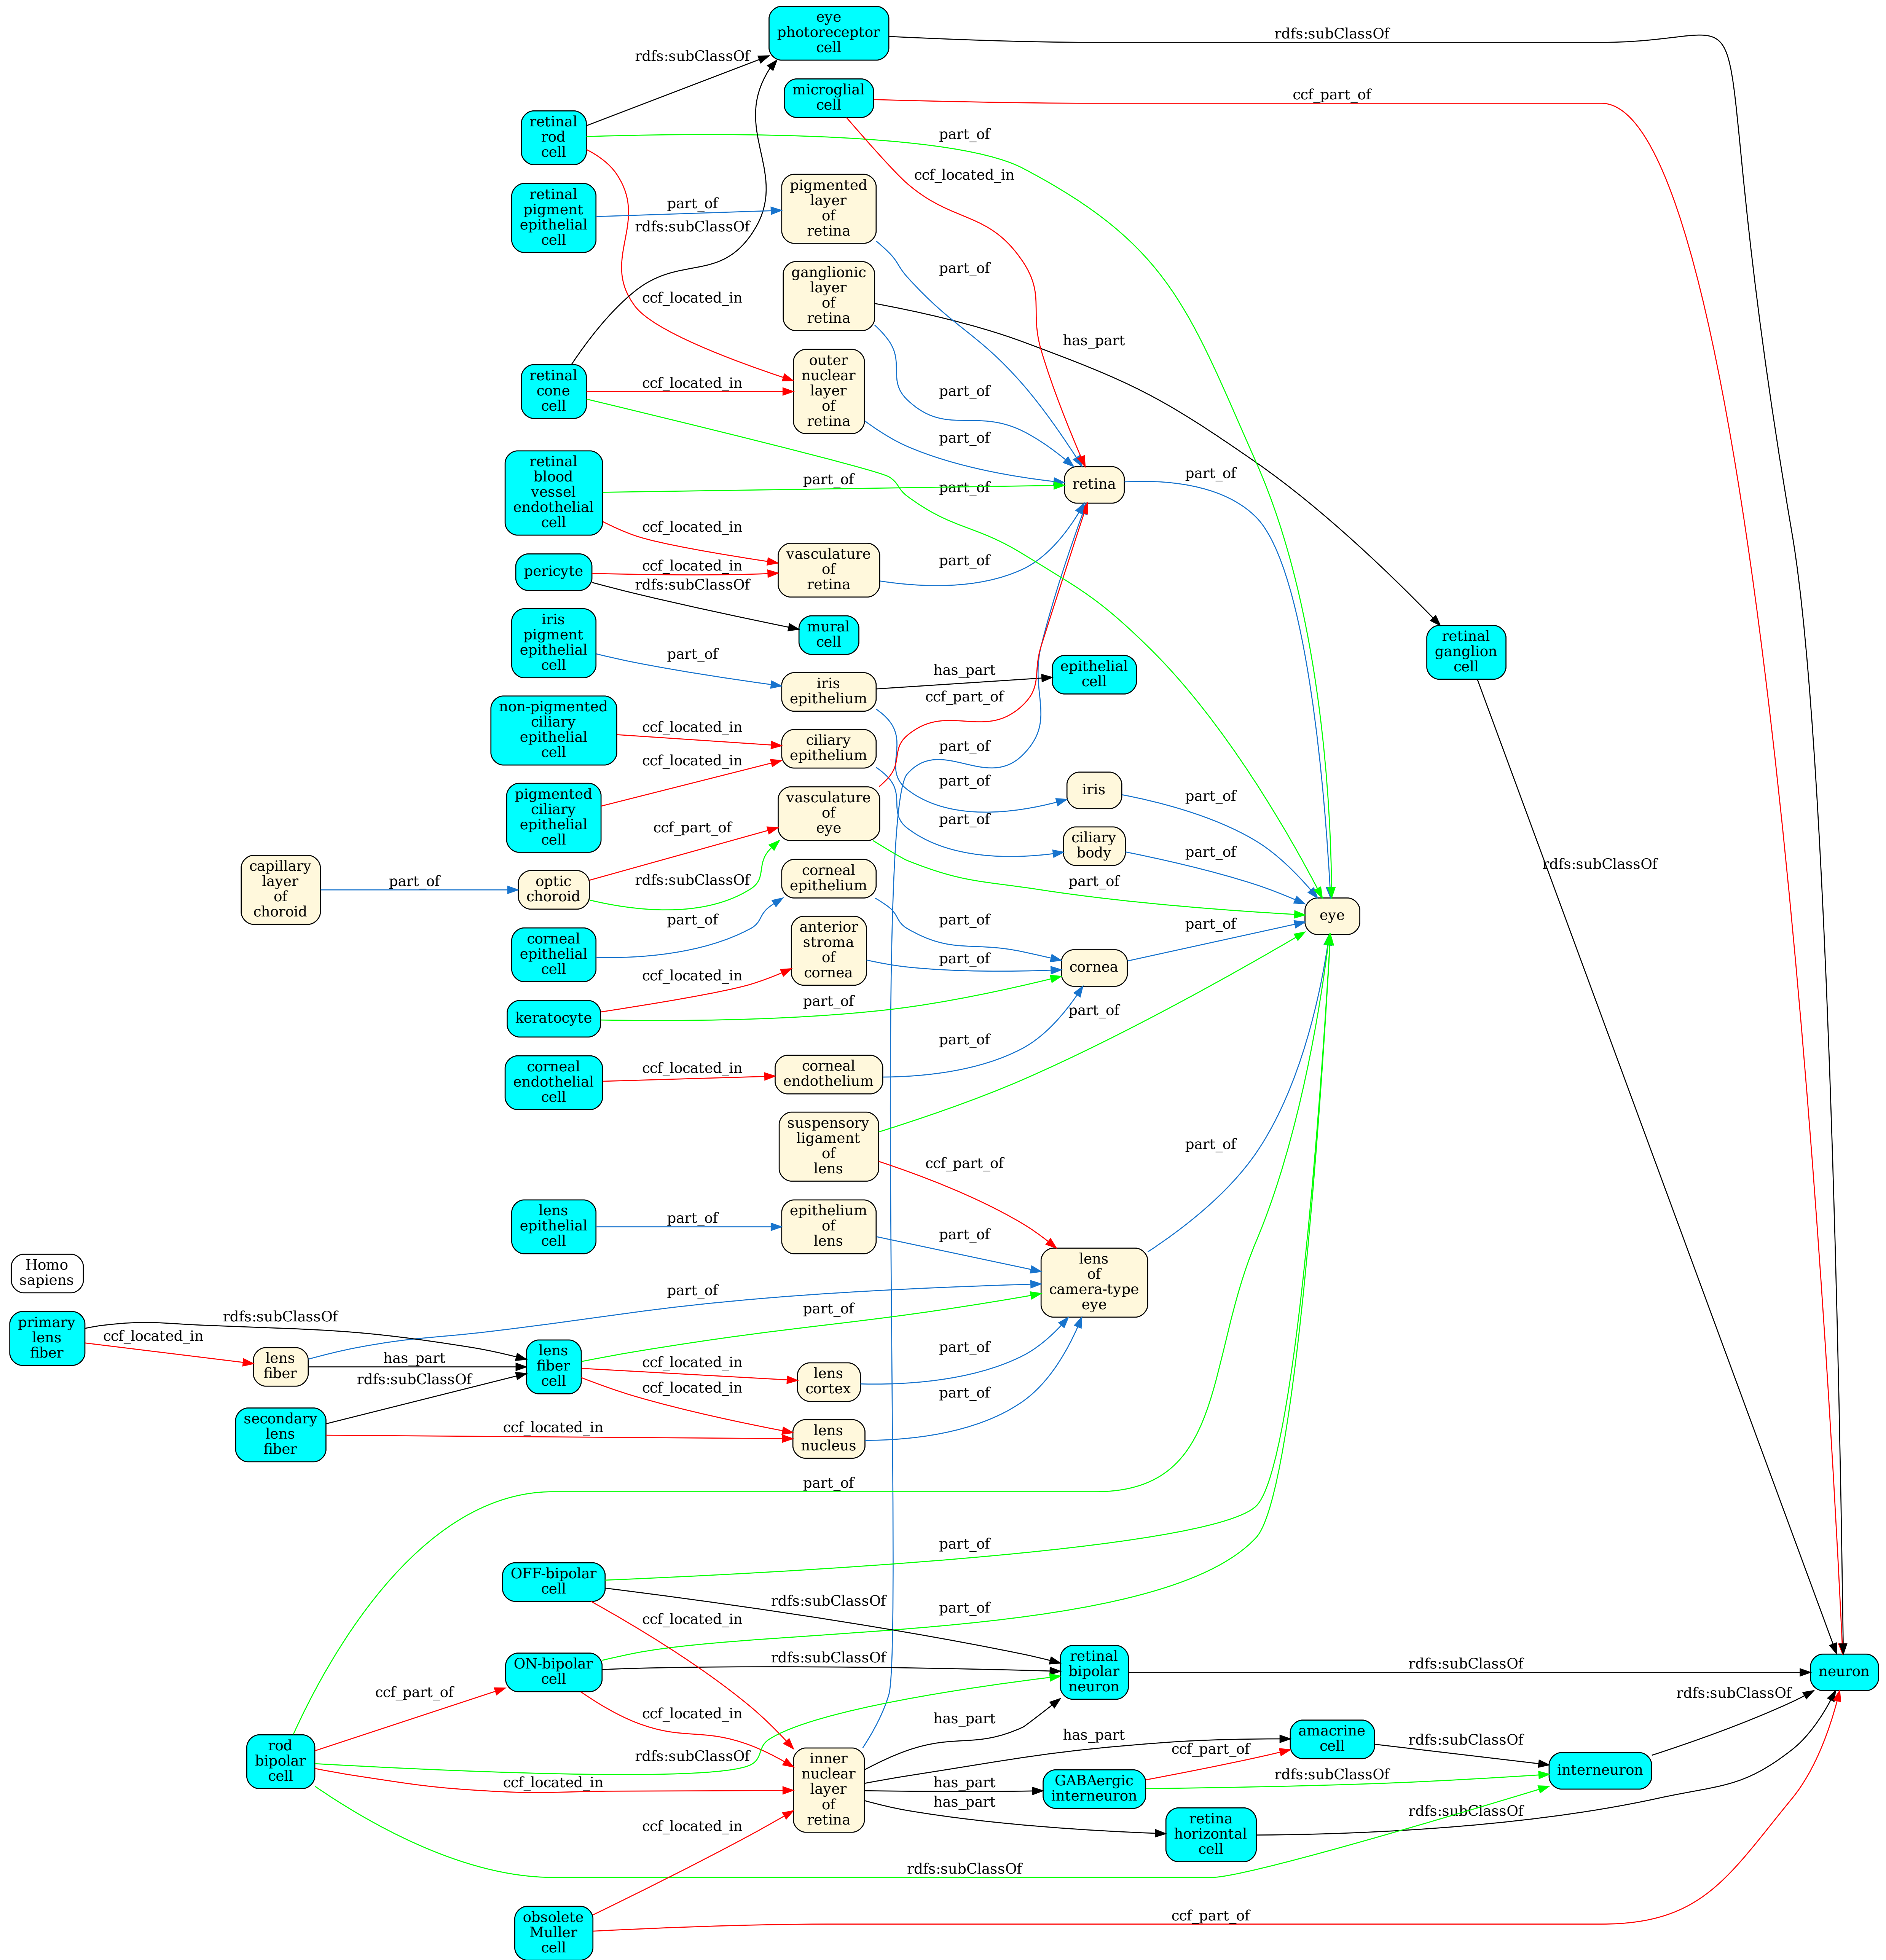 eye
photoreceptor
cell
rdfs:subClassOf
rdfs:subClassOf
microglial
cell
ccf_part_of
retinal
rod
cell
part_of
ccf_located_in
pigmented
layer
of
retina
retinal
pigment
epithelial
cell
part_of
rdfs:subClassOf
part_of
ganglionic
layer
of
retina
ccf_located_in
has_part
outer
nuclear
layer
of
retina
retinal
cone
cell
ccf_located_in
part_of
part_of
retinal
blood
vessel
endothelial
cell
part_of
part_of
retina
part_of
ccf_located_in
vasculature
of
retina
part_of
pericyte
ccf_located_in
rdfs:subClassOf
mural
cell
retinal
ganglion
cell
iris
pigment
epithelial
cell
part_of
iris
epithelium
has_part
epithelial
cell
ccf_part_of
non-pigmented
ciliary
epithelial
cell
ccf_located_in
ciliary
epithelium
part_of
ccf_located_in
part_of
iris
part_of
pigmented
ciliary
epithelial
cell
vasculature
of
eye
ccf_part_of
part_of
ciliary
body
part_of
capillary
layer
of
choroid
part_of
optic
choroid
rdfs:subClassOf
corneal
epithelium
part_of
rdfs:subClassOf
eye
corneal
epithelial
cell
part_of
part_of
part_of
anterior
stroma
of
cornea
part_of
cornea
ccf_located_in
keratocyte
part_of
part_of
corneal
endothelial
cell
ccf_located_in
corneal
endothelium
part_of
suspensory
ligament
of
lens
ccf_part_of
part_of
lens
epithelial
cell
part_of
epithelium
of
lens
part_of
lens
of
camera-type
eye
Homo
sapiens
part_of
primary
lens
fiber
rdfs:subClassOf
ccf_located_in
part_of
lens
fiber
has_part
rdfs:subClassOf
lens
fiber
cell
ccf_located_in
lens
cortex
part_of
ccf_located_in
part_of
secondary
lens
fiber
ccf_located_in
lens
nucleus
part_of
OFF-bipolar
cell
part_of
rdfs:subClassOf
ccf_located_in
part_of
ON-bipolar
cell
rdfs:subClassOf
retinal
bipolar
neuron
rdfs:subClassOf
neuron
ccf_part_of
ccf_located_in
rdfs:subClassOf
has_part
rod
bipolar
cell
rdfs:subClassOf
ccf_located_in
inner
nuclear
layer
of
retina
has_part
ccf_part_of
amacrine
cell
rdfs:subClassOf
has_part
GABAergic
interneuron
rdfs:subClassOf
interneuron
has_part
retina
horizontal
cell
rdfs:subClassOf
ccf_located_in
rdfs:subClassOf
obsolete
Muller
cell
ccf_part_of